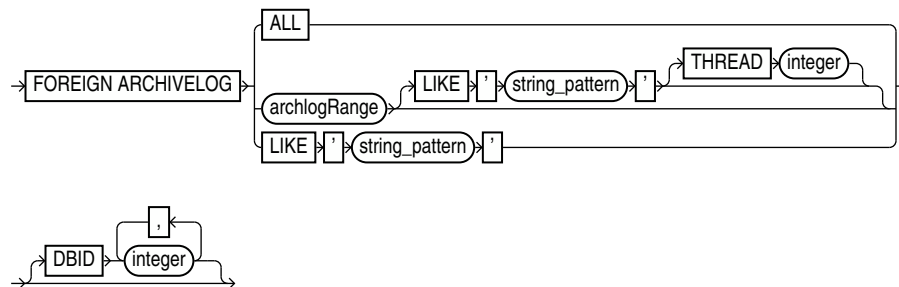 ALL
THREAD integer
LIKE ' string_pattern '
FOREIGN ARCHIVELOG
archlogRange
LIKE ' string_pattern '
,
DBID integer